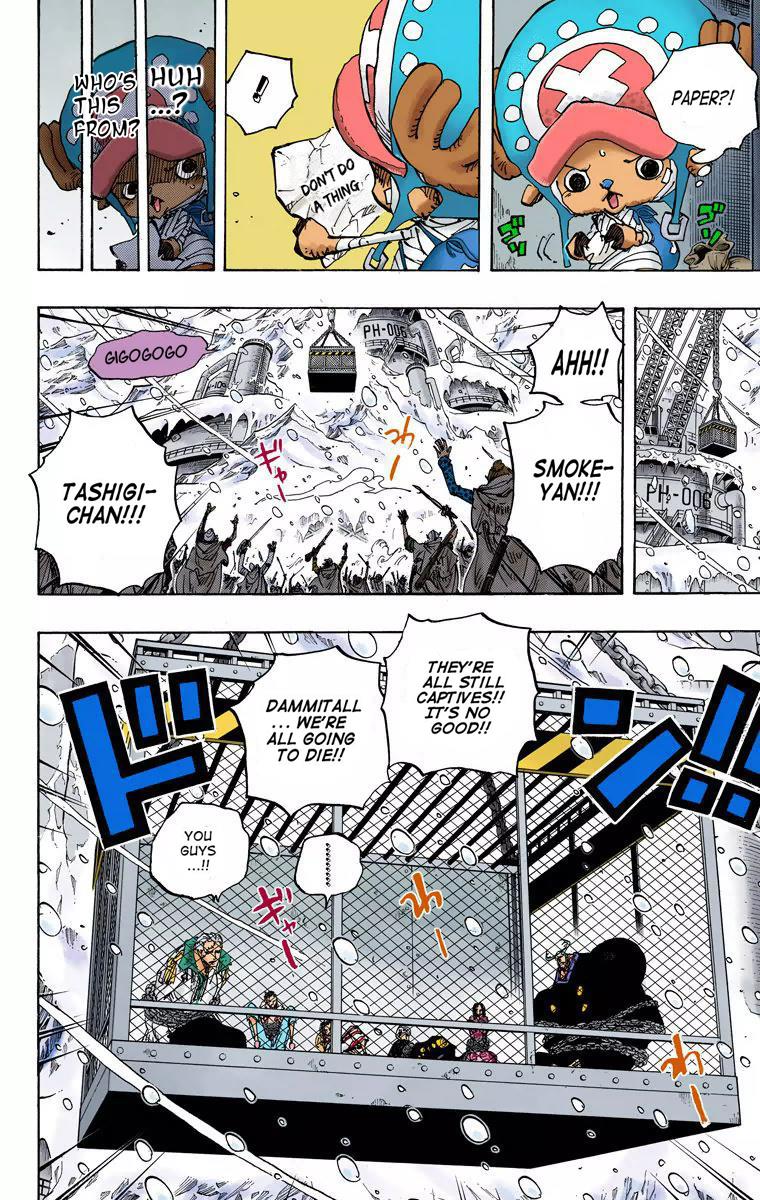 PAPER?!
ゴソ
ゴソ
!!
DON'T DO
A THING
HUH
...?
WHO'S
THIS
FROM?
PH-006
AHH!!
SMOKE-
YAN!!!
PH-006
GIGOGOGO
わー
ギャー
TASHIGI-
CHAN!!!
THEY'RE
ALL STILL
CAPTIVES!!
IT'S NO
GOOD!!
DAMMITALL
... WE'RE
ALL GOING
TO DIE!!
ドン!!
YOU
GUYS
...!!
.........
わー
ギャー
わー